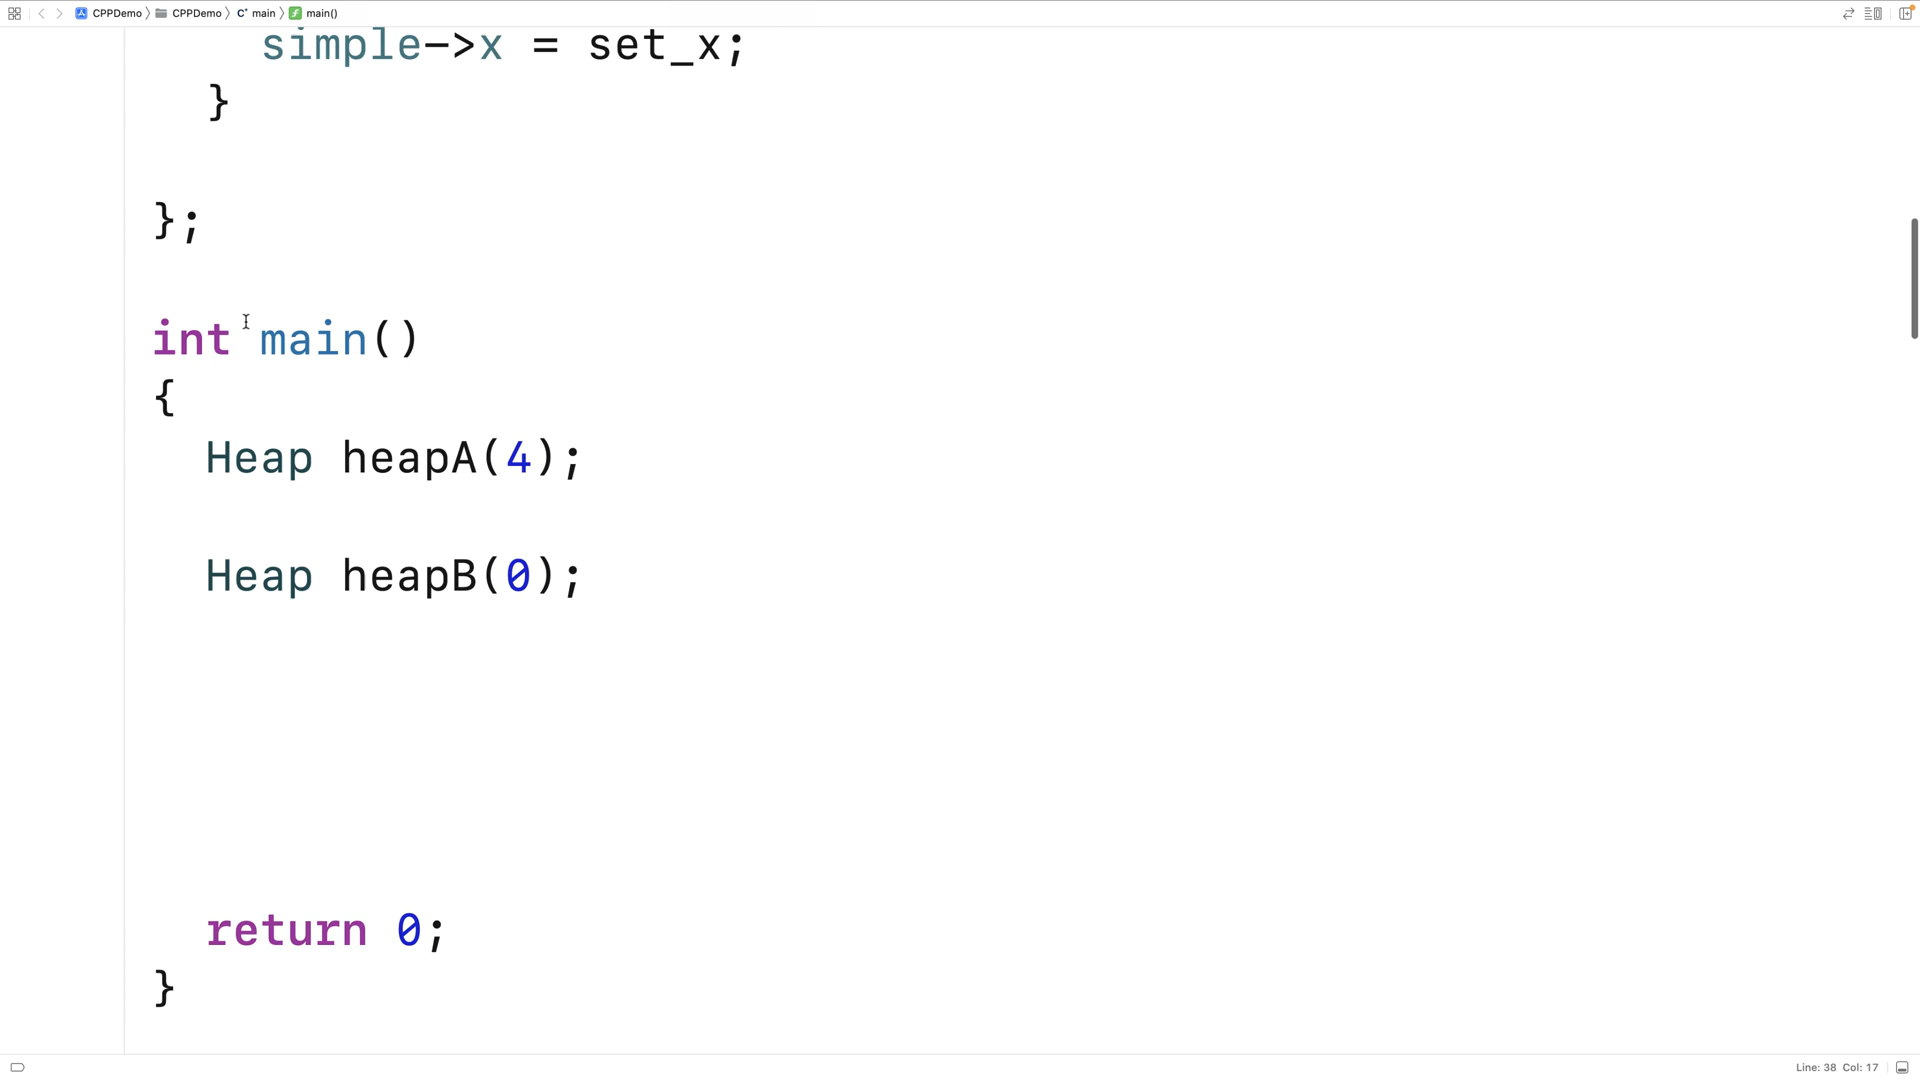 CPPDemo CPPDemo C+ main f main()
simple->x = set_x;
}
};
int main()
{
Heap heapA(4);
Heap heapB(0);
return 0;
}
Line: 38 Col: 17